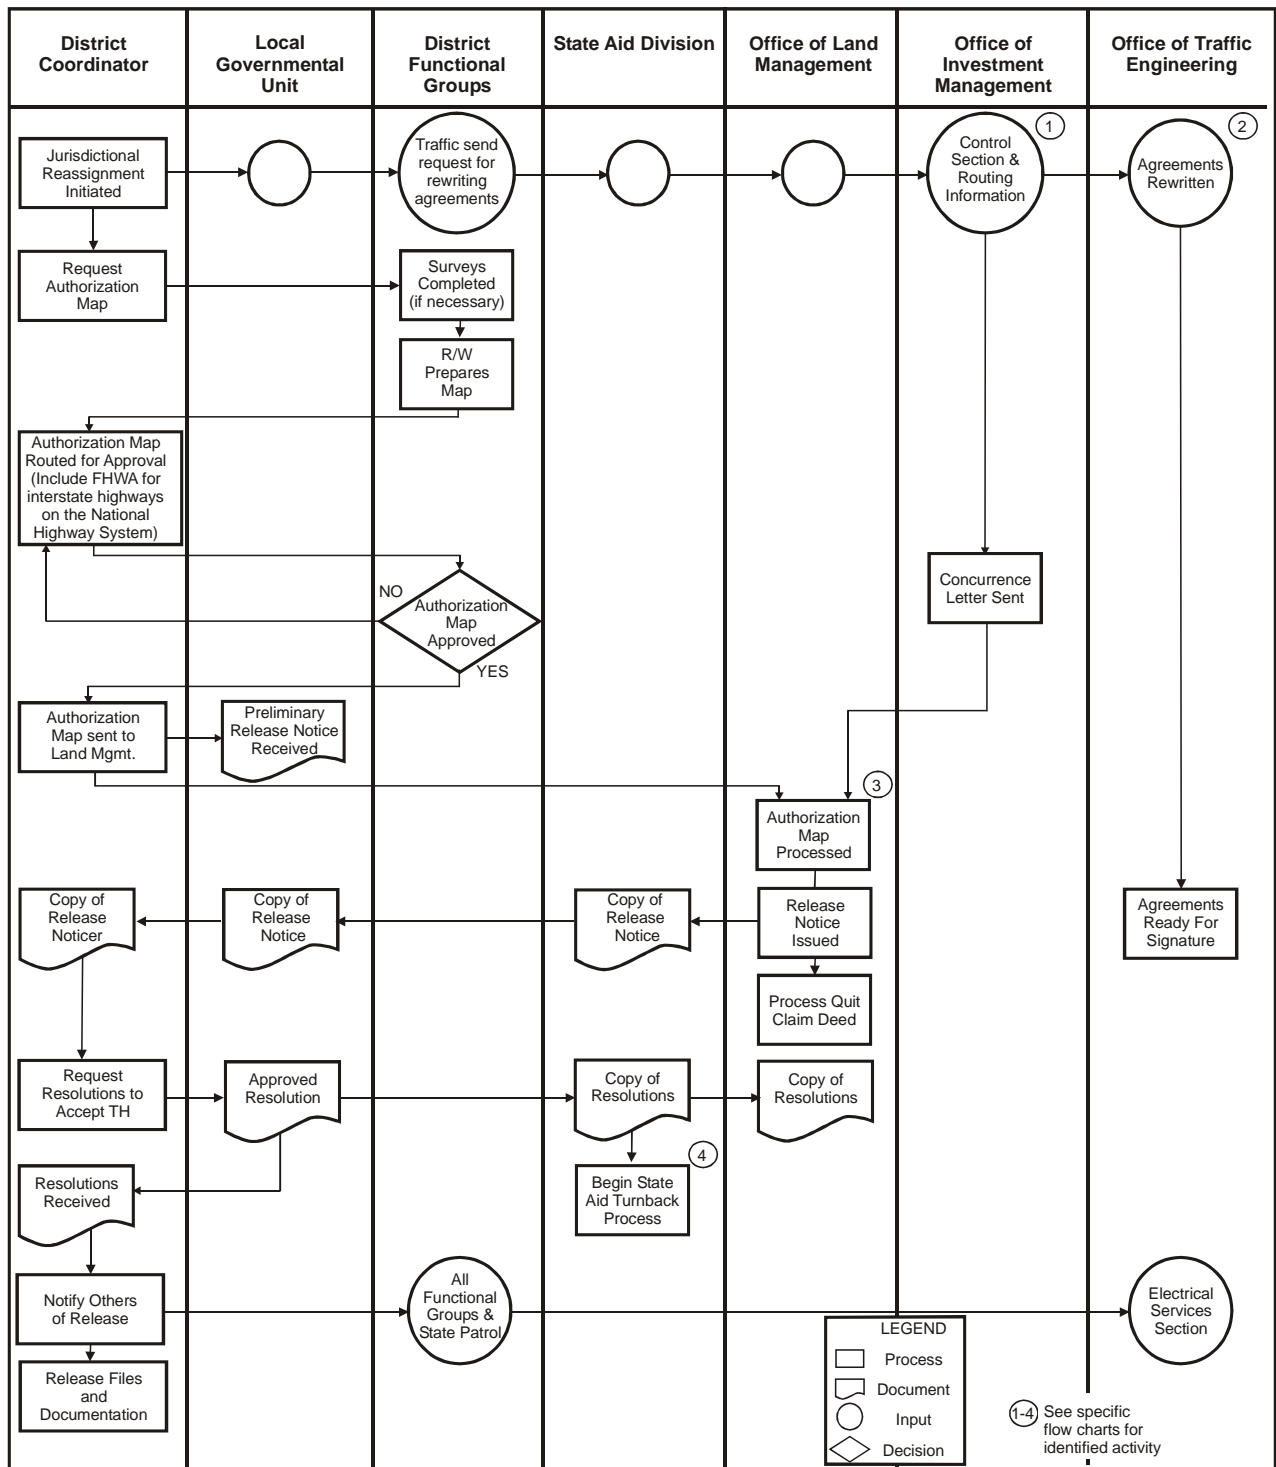 District
Coordinator
Local
Governmental
Unit
District
Functional
Groups
State Aid Division
Office of Land
Management
Office of
Investment
Management
Office of Traffic
Engineering
Jurisdictional
Reassignment
Initiated
Traffic send
request for
rewriting
agreements
1
Control
Section &
Routing
Information
2
Agreements
Rewritten
Request
Authorization
Map
Surveys
Completed
(if necessary)
R/W
Prepares
Map
Authorization Map
Routed for Approval
(Include FHWA for
interstate highways
on the National
Highway System)
NO
Authorization
Map
Approved
YES
Concurrence
Letter Sent
Authorization
Map sent to
Land Mgmt.
Preliminary
Release Notice
Received
3
Authorization
Map
Processed
Copy of
Release
Noticer
Copy of
Release
Notice
Copy of
Release
Notice
Release
Notice
Issued
Agreements
Ready For
Signature
Process Quit
Claim Deed
Request
Resolutions to
Accept TH
Approved
Resolution
Copy of
Resolutions
Copy of
Resolutions
4
Begin State
Aid Turnback
Process
Resolutions
Received
Notify Others
of Release
All
Functional
Groups &
State Patrol
Electrical
Services
Section
Release Files
and
Documentation
LEGEND
Process
Document
Input
Decision
1-4 See specific
flow charts for
identified activity